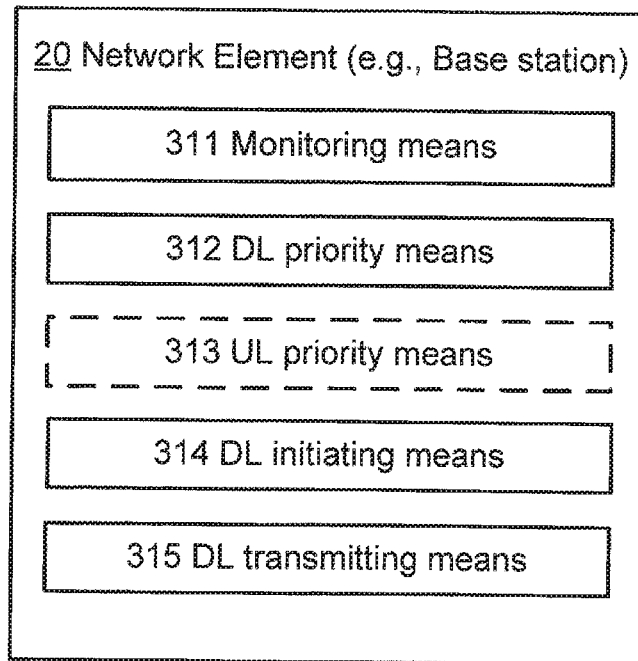 20 Network Element (e.g., Base station)
311 Monitoring means
312 DL priority means
313 UL priority means
314 DL initiating means
315 DL transmitting means